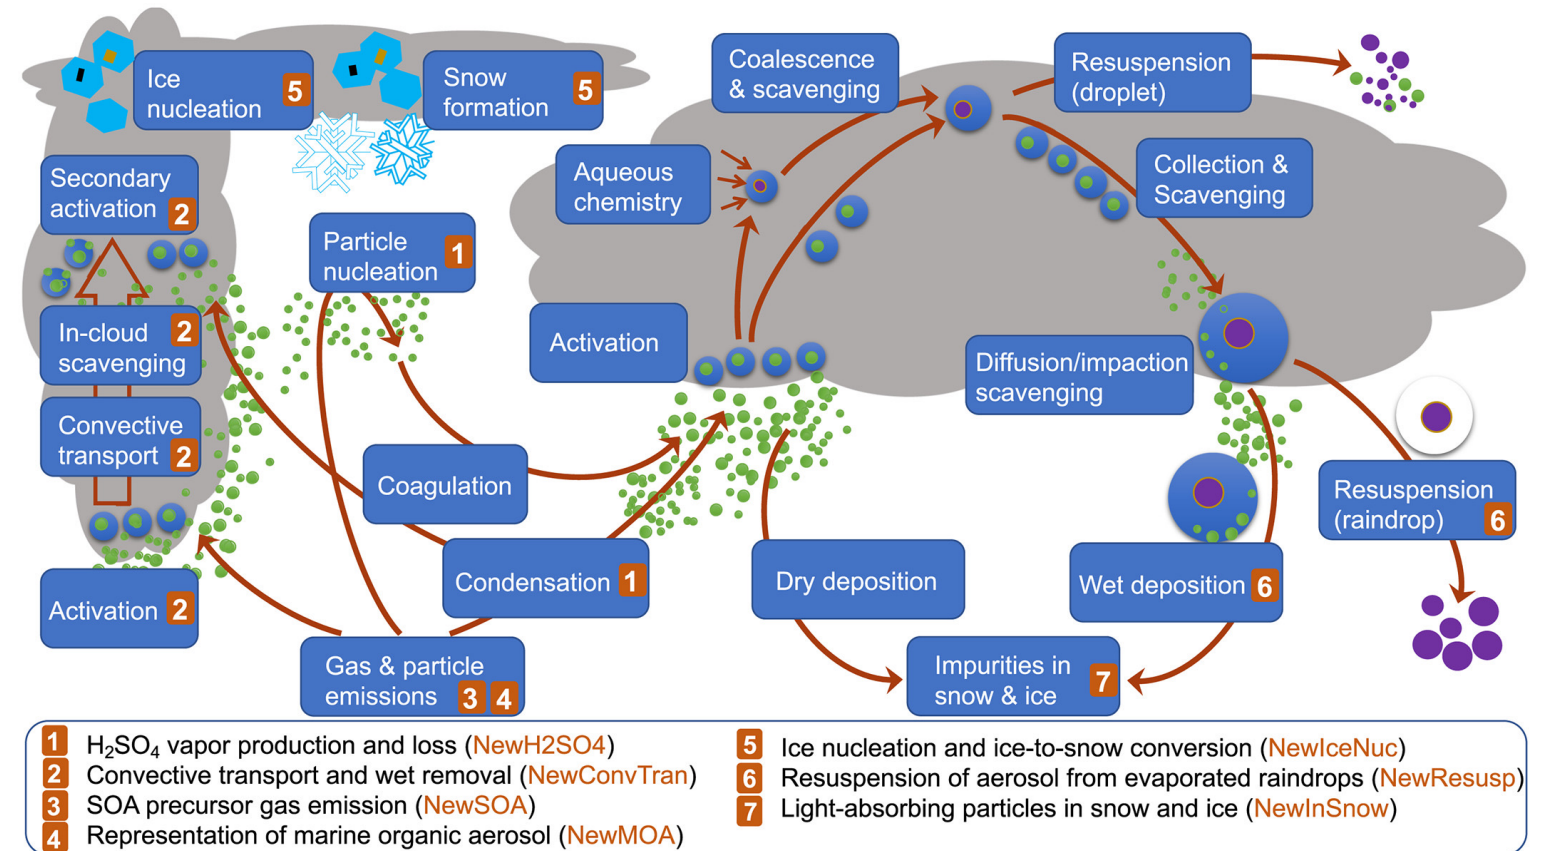 Ice
nucleation 5
Snow
formation 5
Coalescence
& scavenging
Resuspension
(droplet)
Secondary
activation 2
Aqueous
chemistry
Collection &
Scavenging
Particle
nucleation 1
In-cloud 2
scavenging
Activation
Diffusion/impaction
scavenging
Convective
transport 2
Coagulation
Resuspension
(raindrop) 6
Condensation 1
Dry deposition
Wet deposition 6
Activation 2
Gas & particle
emissions 3 4
Impurities in
snow & ice 7
1 H₂SO₄ vapor production and loss (NewH2SO4)
2 Convective transport and wet removal (NewConvTran)
3 SOA precursor gas emission (NewSOA)
4 Representation of marine organic aerosol (NewMOA)
5 Ice nucleation and ice-to-snow conversion (NewIceNuc)
6 Resuspension of aerosol from evaporated raindrops (NewResusp)
7 Light-absorbing particles in snow and ice (NewInSnow)